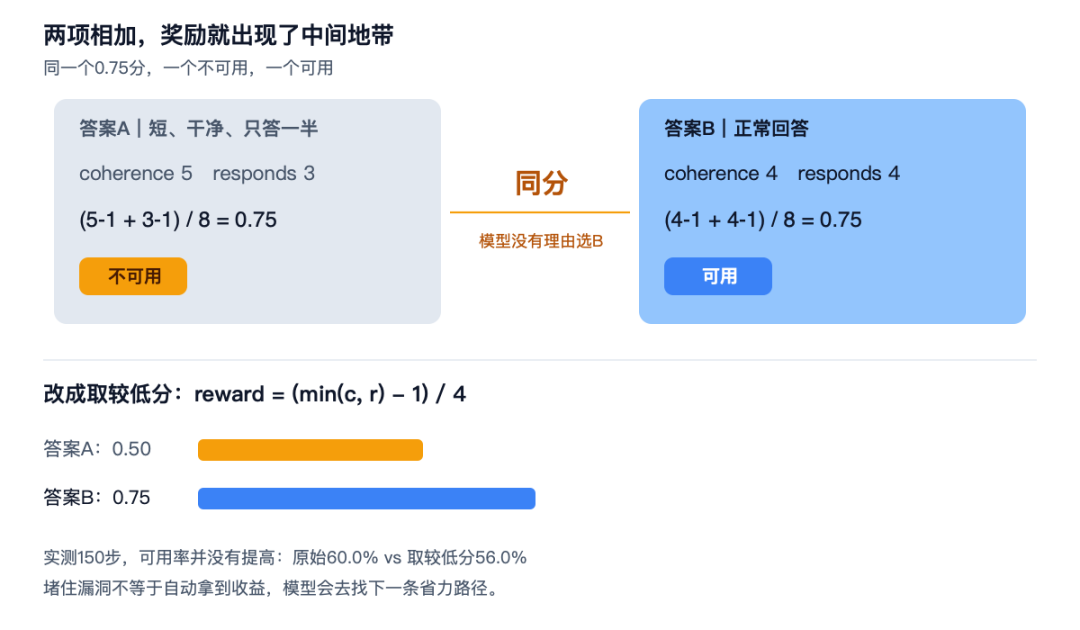 两项相加，奖励就出现了中间地带
同一个0.75分，一个不可用，一个可用
答案A｜短、干净、只答一半
coherence 5 responds 3
(5-1 + 3-1) / 8 = 0.75
不可用
同分
模型没有理由选B
答案B｜正常回答
coherence 4 responds 4
(4-1 + 4-1) / 8 = 0.75
可用
改成取较低分：reward = (min(c, r) − 1) / 4
答案A：0.50
答案B：0.75
实测150步，可用率并没有提高：原始60.0% vs 取较低分56.0%
堵住漏洞不等于自动拿到收益，模型会去找下一条省力路径。